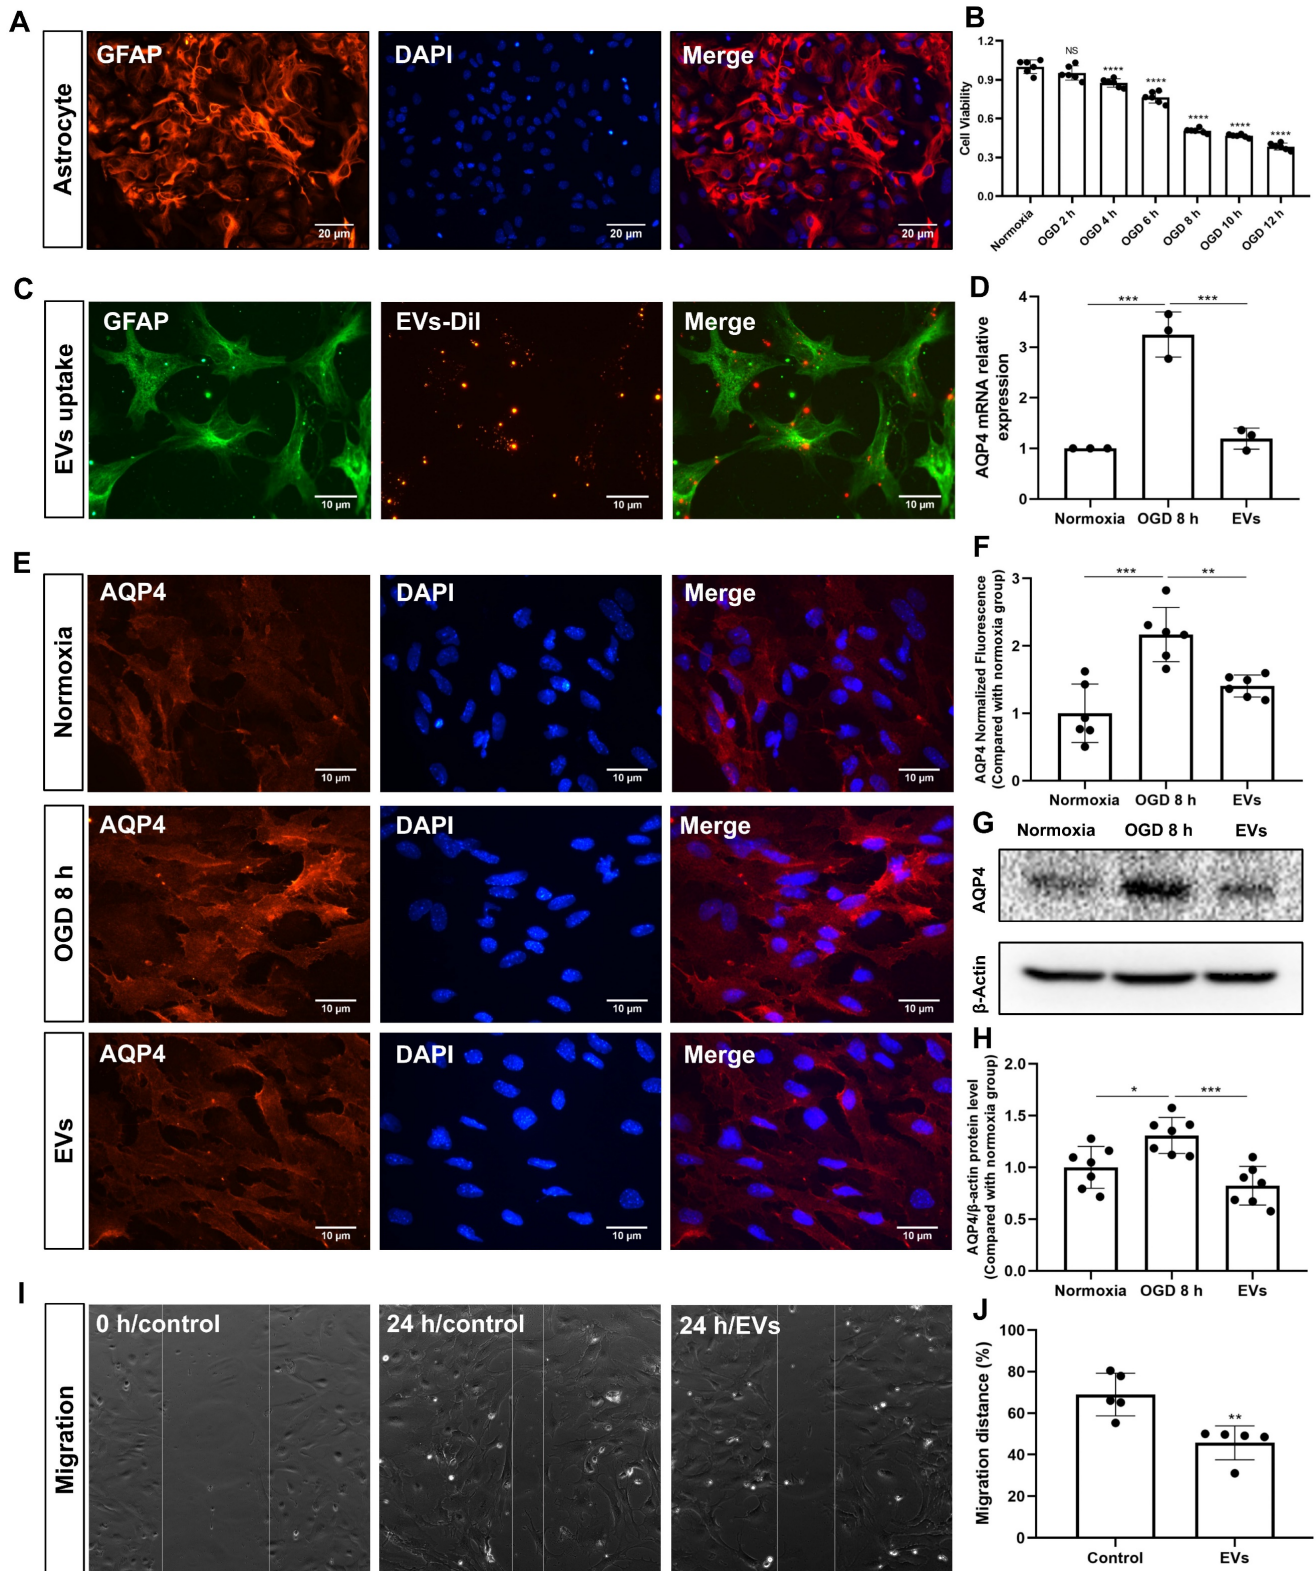 A
Astrocyte
GFAP
20 μm
DAPI
20 μm
Merge
20 μm
B
Cell Viability
1.2
0.9
0.6
0.3
0.0
NS
****
****
****
****
****
Normoxia
OGD 2 h
OGD 4 h
OGD 6 h
OGD 8 h
OGD 10 h
OGD 12 h
C
EVs uptake
GFAP
10 μm
EVs-DiI
10 μm
Merge
10 μm
D
AQP4 mRNA relative
expression
4
3
2
1
0
***
***
Normoxia
OGD 8 h
EVs
E
Normoxia
AQP4
10 μm
DAPI
10 μm
Merge
10 μm
OGD 8 h
AQP4
10 μm
DAPI
10 μm
Merge
10 μm
EVs
AQP4
10 μm
DAPI
10 μm
Merge
10 μm
F
AQP4 Normalized Fluorescence
(Compared with normoxia group)
3
2
1
0
***
**
Normoxia
OGD 8 h
EVs
G
Normoxia
OGD 8 h
EVs
AQP4
β-Actin
H
AQP4/β-actin protein level
(Compared with normoxia group)
2.0
1.5
1.0
0.5
0.0
*
***
Normoxia
OGD 8 h
EVs
I
Migration
0 h/control
24 h/control
24 h/EVs
J
Migration distance (%)
100
80
60
40
20
0
**
Control
EVs